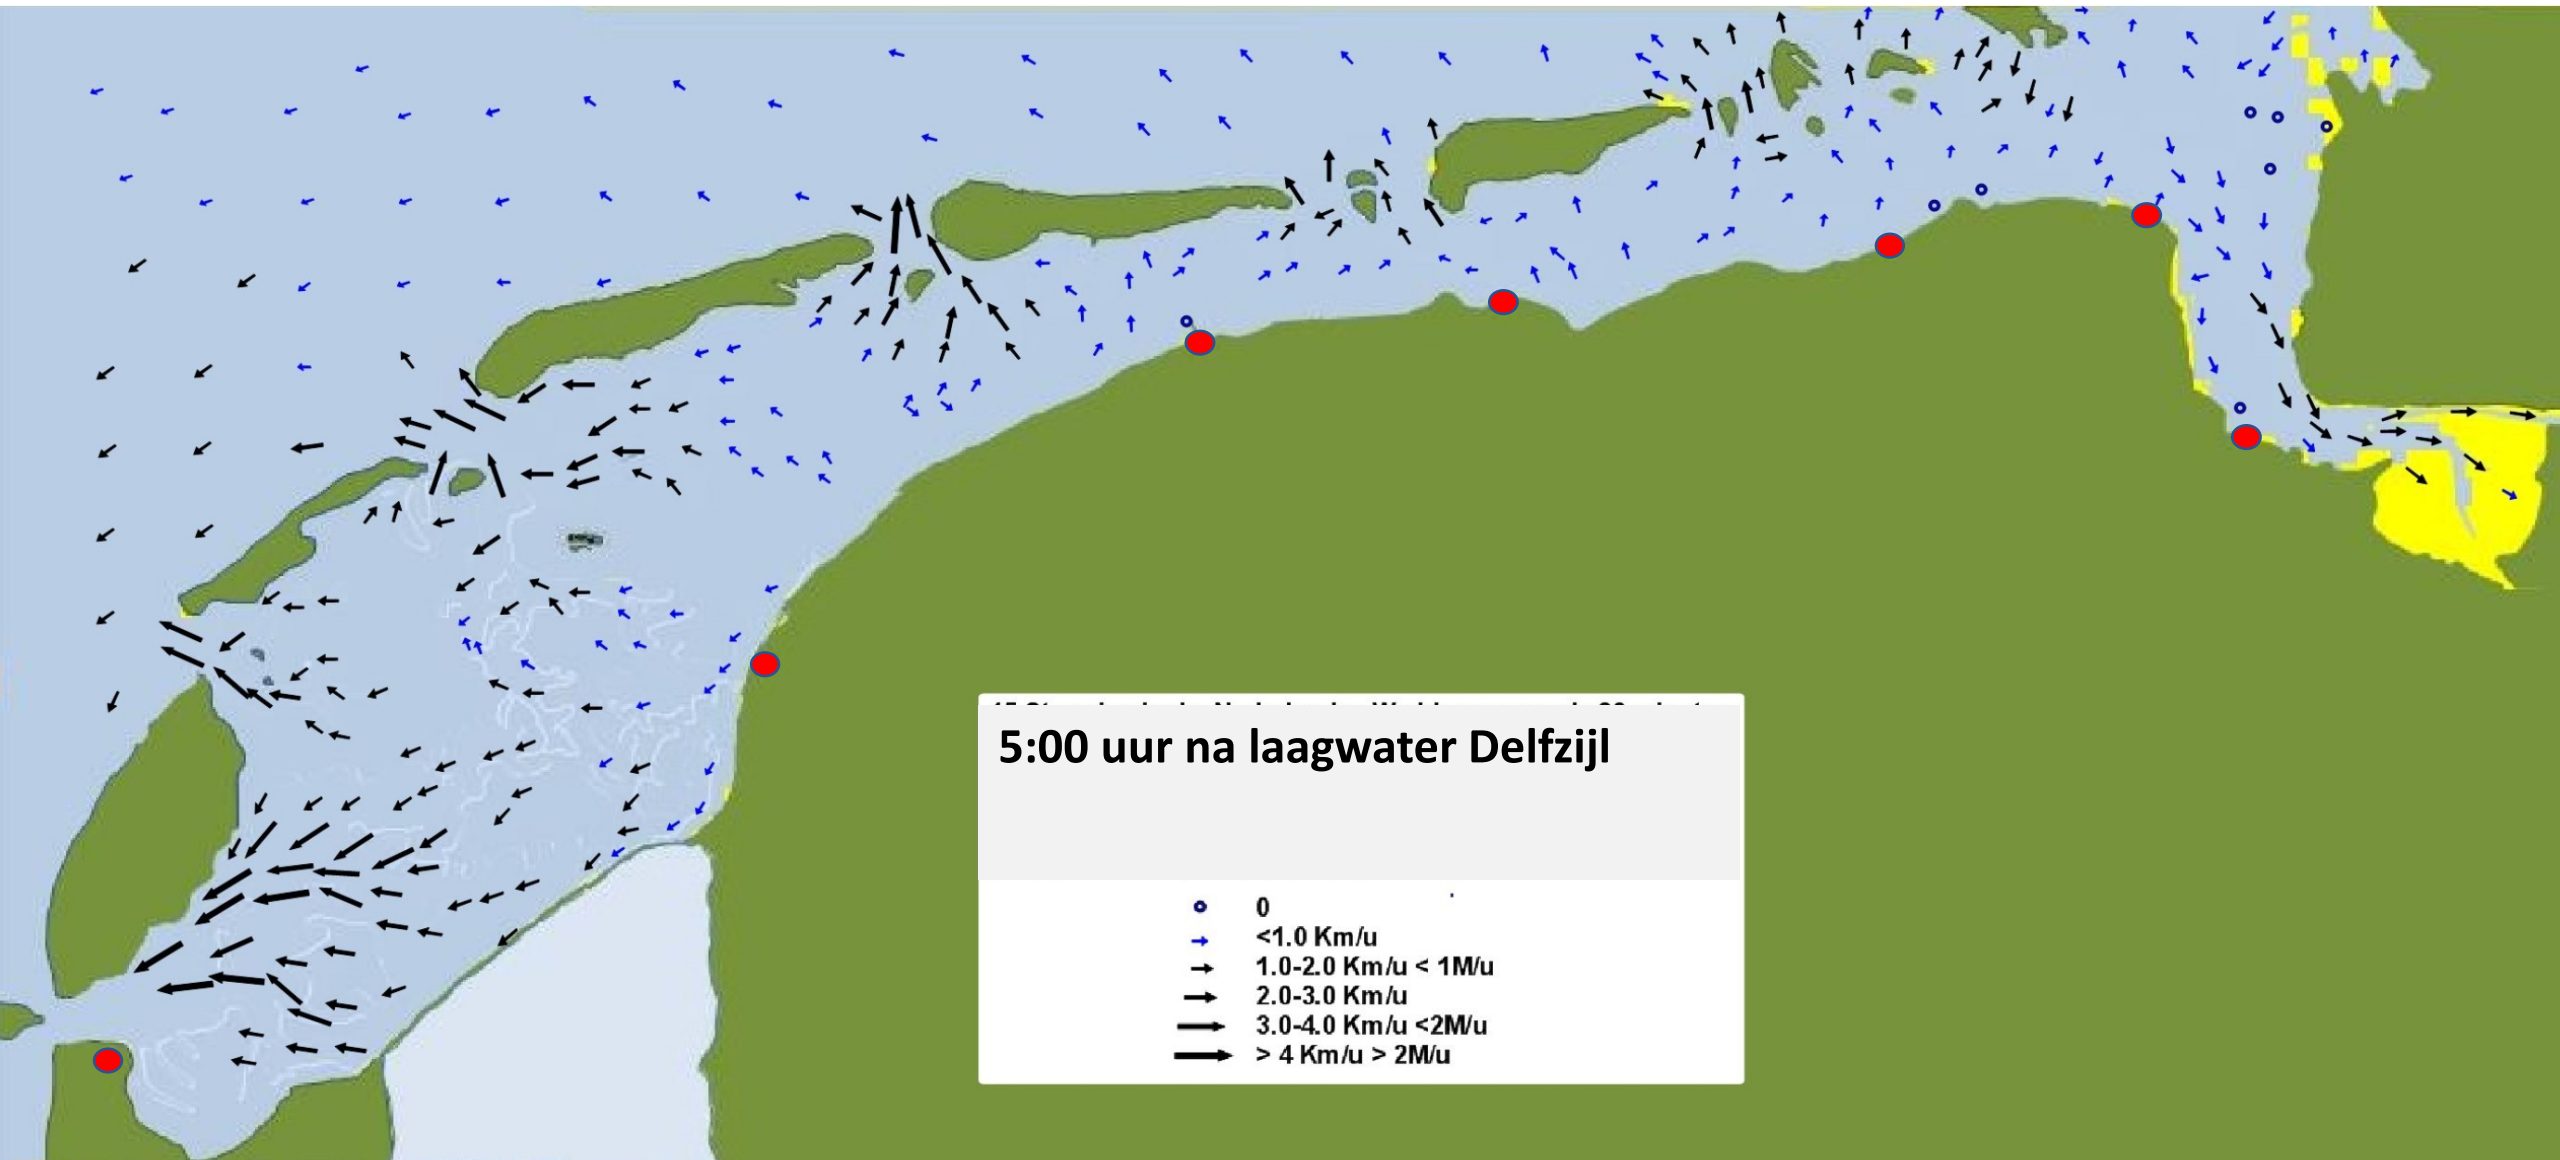 5:00 uur na laagwater Delfzijl
0
<1.0 Km/u
1.0-2.0 Km/u < 1M/u
2.0-3.0 Km/u
3.0-4.0 Km/u <2M/u
> 4 Km/u > 2M/u